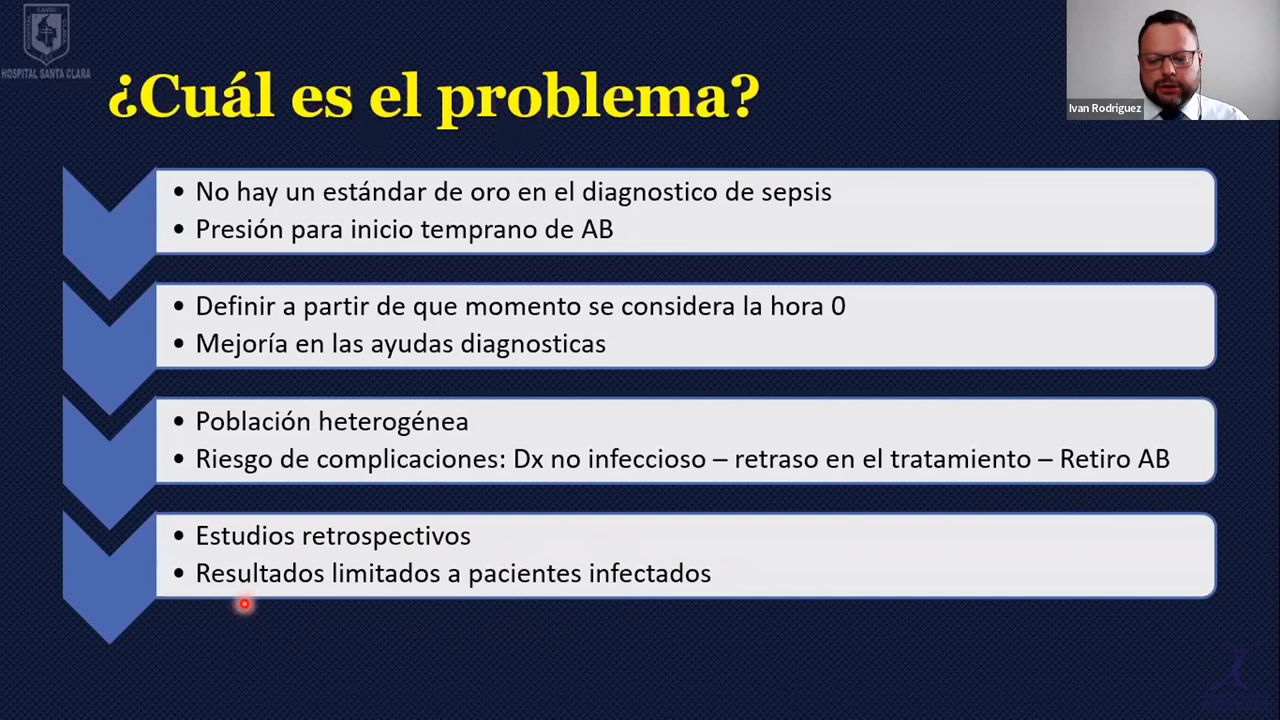 SANTA
HOSPITAL SANTA CLARA
¿Cuál es el problema?
Ivan Rodriguez
• No hay un estándar de oro en el diagnostico de sepsis
• Presión para inicio temprano de AB
• Definir a partir de que momento se considera la hora 0
• Mejoría en las ayudas diagnosticas
• Población heterogénea
• Riesgo de complicaciones: Dx no infeccioso – retraso en el tratamiento – Retiro AB
• Estudios retrospectivos
• Resultados limitados a pacientes infectados